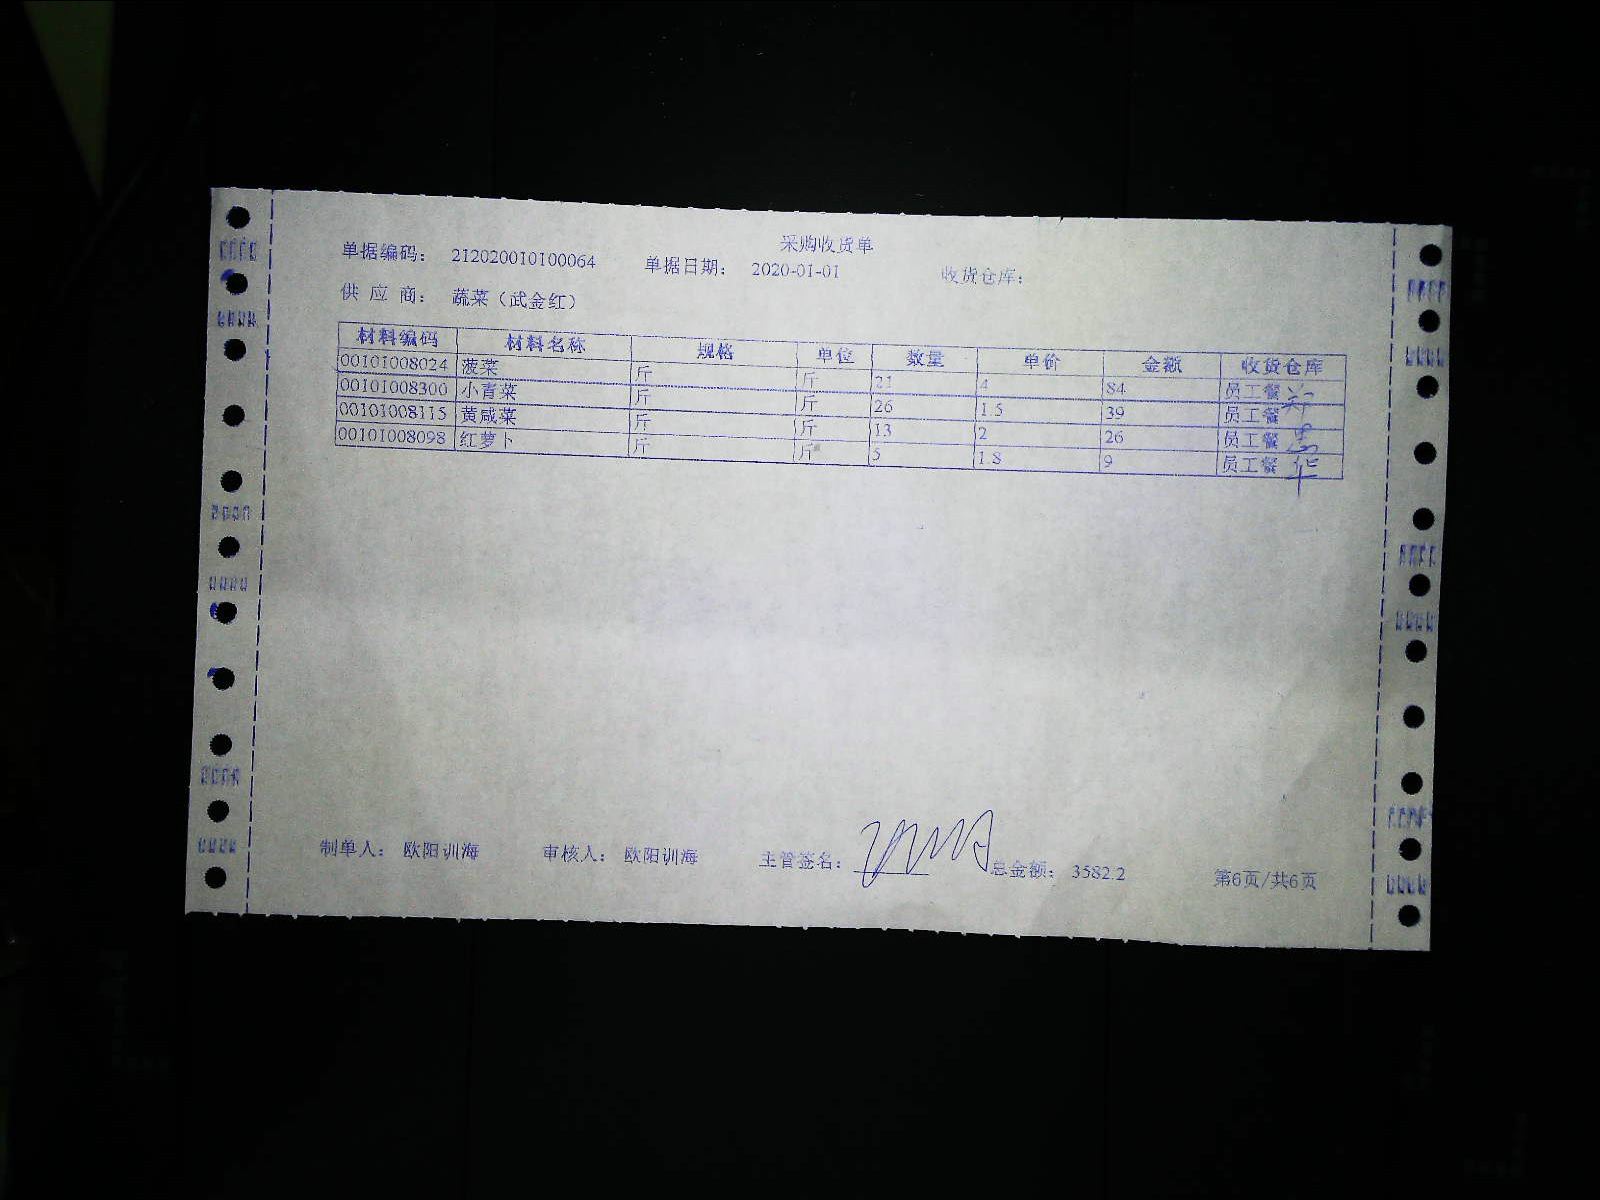 采购收货单
单据编码： 212020010100064 单据日期： 2020-01-01 收货仓库：
供 应 商： 蔬菜（武金红）
材料编码 材料名称 规格 单位 数量 单价 金额 收货仓库
00101008024 菠菜 斤 斤 21 4 84 员工餐
00101008300 小青菜 斤 斤 26 1.5 39 员工餐
00101008115 黄咸菜 斤 斤 13 2 26 员工餐
00101008098 红萝卜 斤 斤 5 1.8 9 员工餐
制单人： 欧阳训海 审核人： 欧阳训海 主管签名： 总金额： 3582.2 第6页/共6页